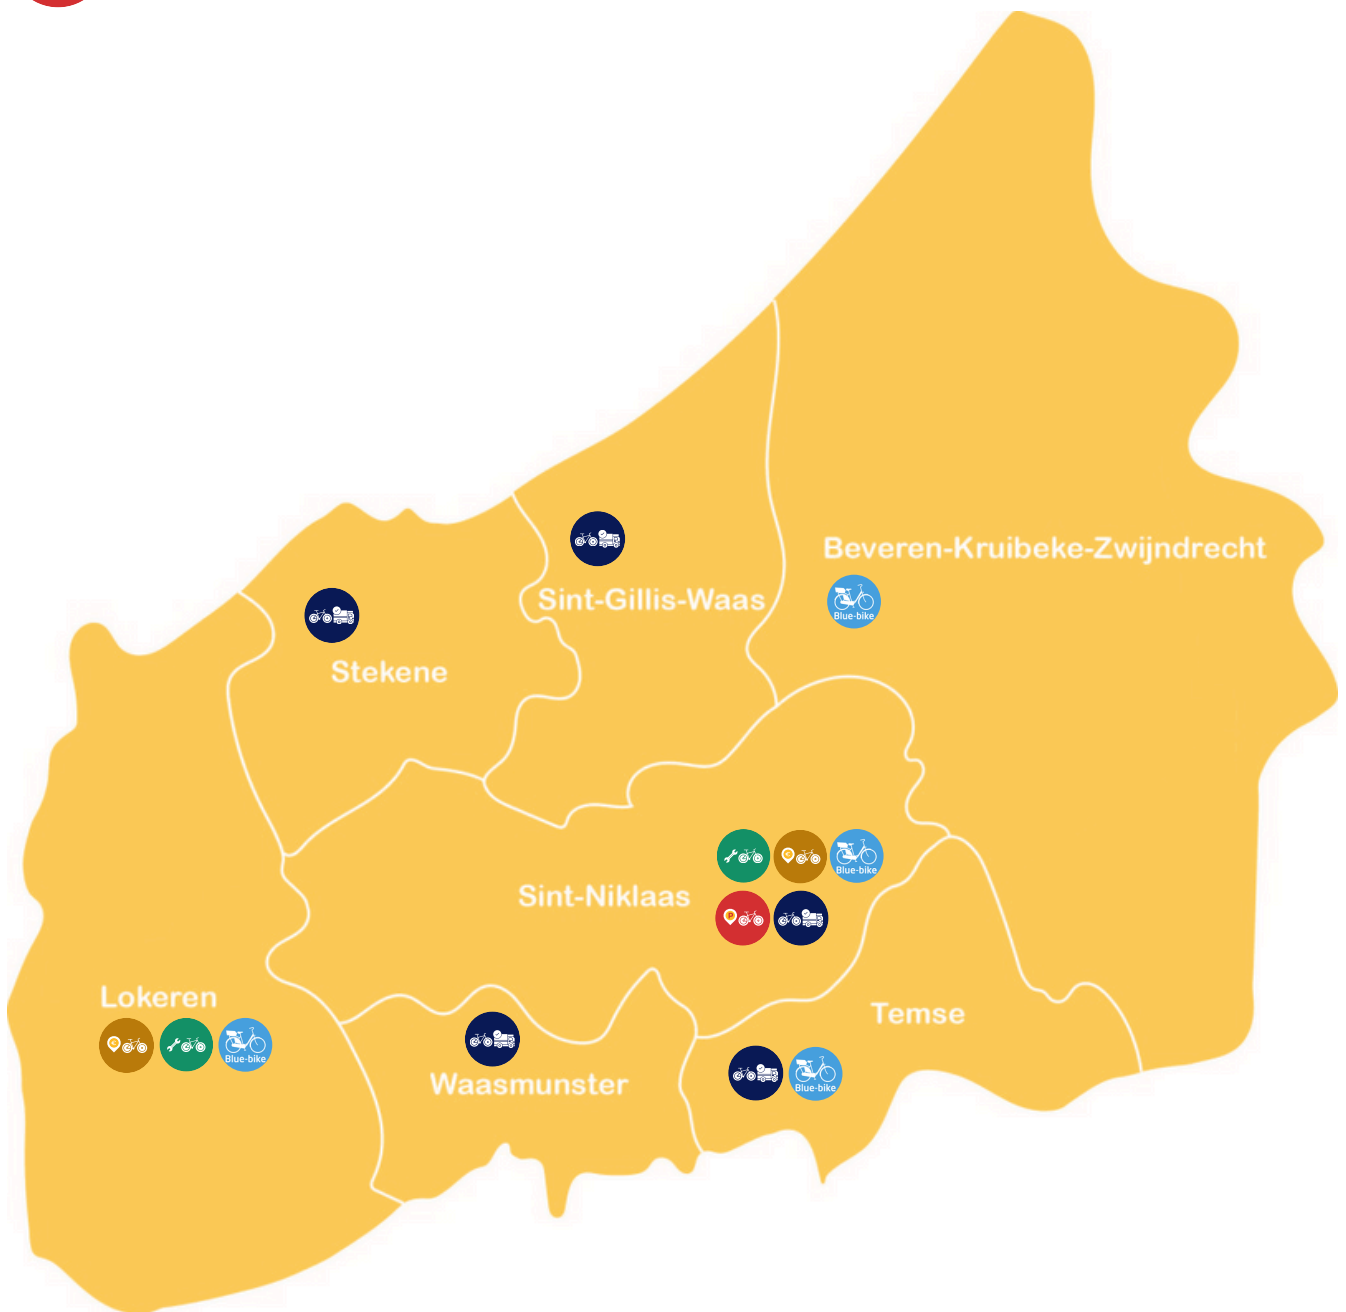 Beveren-Kruibeke-Zwijndrecht
Blue-bike
Sint-Gillis-Waas
Stekene
Blue-bike
Sint-Niklaas
P
Lokeren
Blue-bike
Temse
Waasmunster
Blue-bike